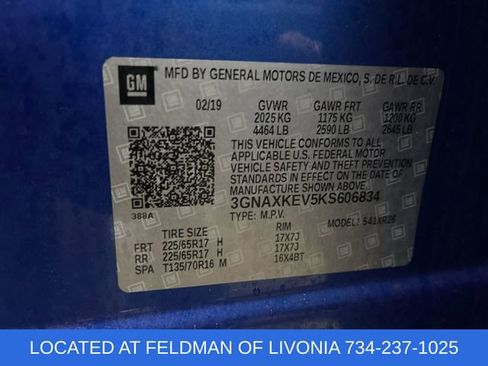 GM
MFD BY GENERAL MOTORS DE MEXICO, S. DE R.L. DE C.V.
02/19 GVWR GAWR FRT GAWR RR
2025 KG 1175 KG 1200 KG
4464 LB 2590 LB 2645 LB
THIS VEHICLE CONFORMS TO ALL
APPLICABLE U.S. FEDERAL MOTOR
VEHICLE SAFETY AND THEFT PREVENTION
STANDARDS IN EFFECT ON THE DATE OF
MANUFACTURE SHOWN ABOVE.
3GNAXKEV5KS606834
TYPE: M.P.V. MODEL: 541XR26
388A
TIRE SIZE RIM
FRT 225/65R17 H 17X7J
RR 225/65R17 H 17X7J
SPA T135/70R16 M 16X4BT
LOCATED AT FELDMAN OF LIVONIA 734-237-1025